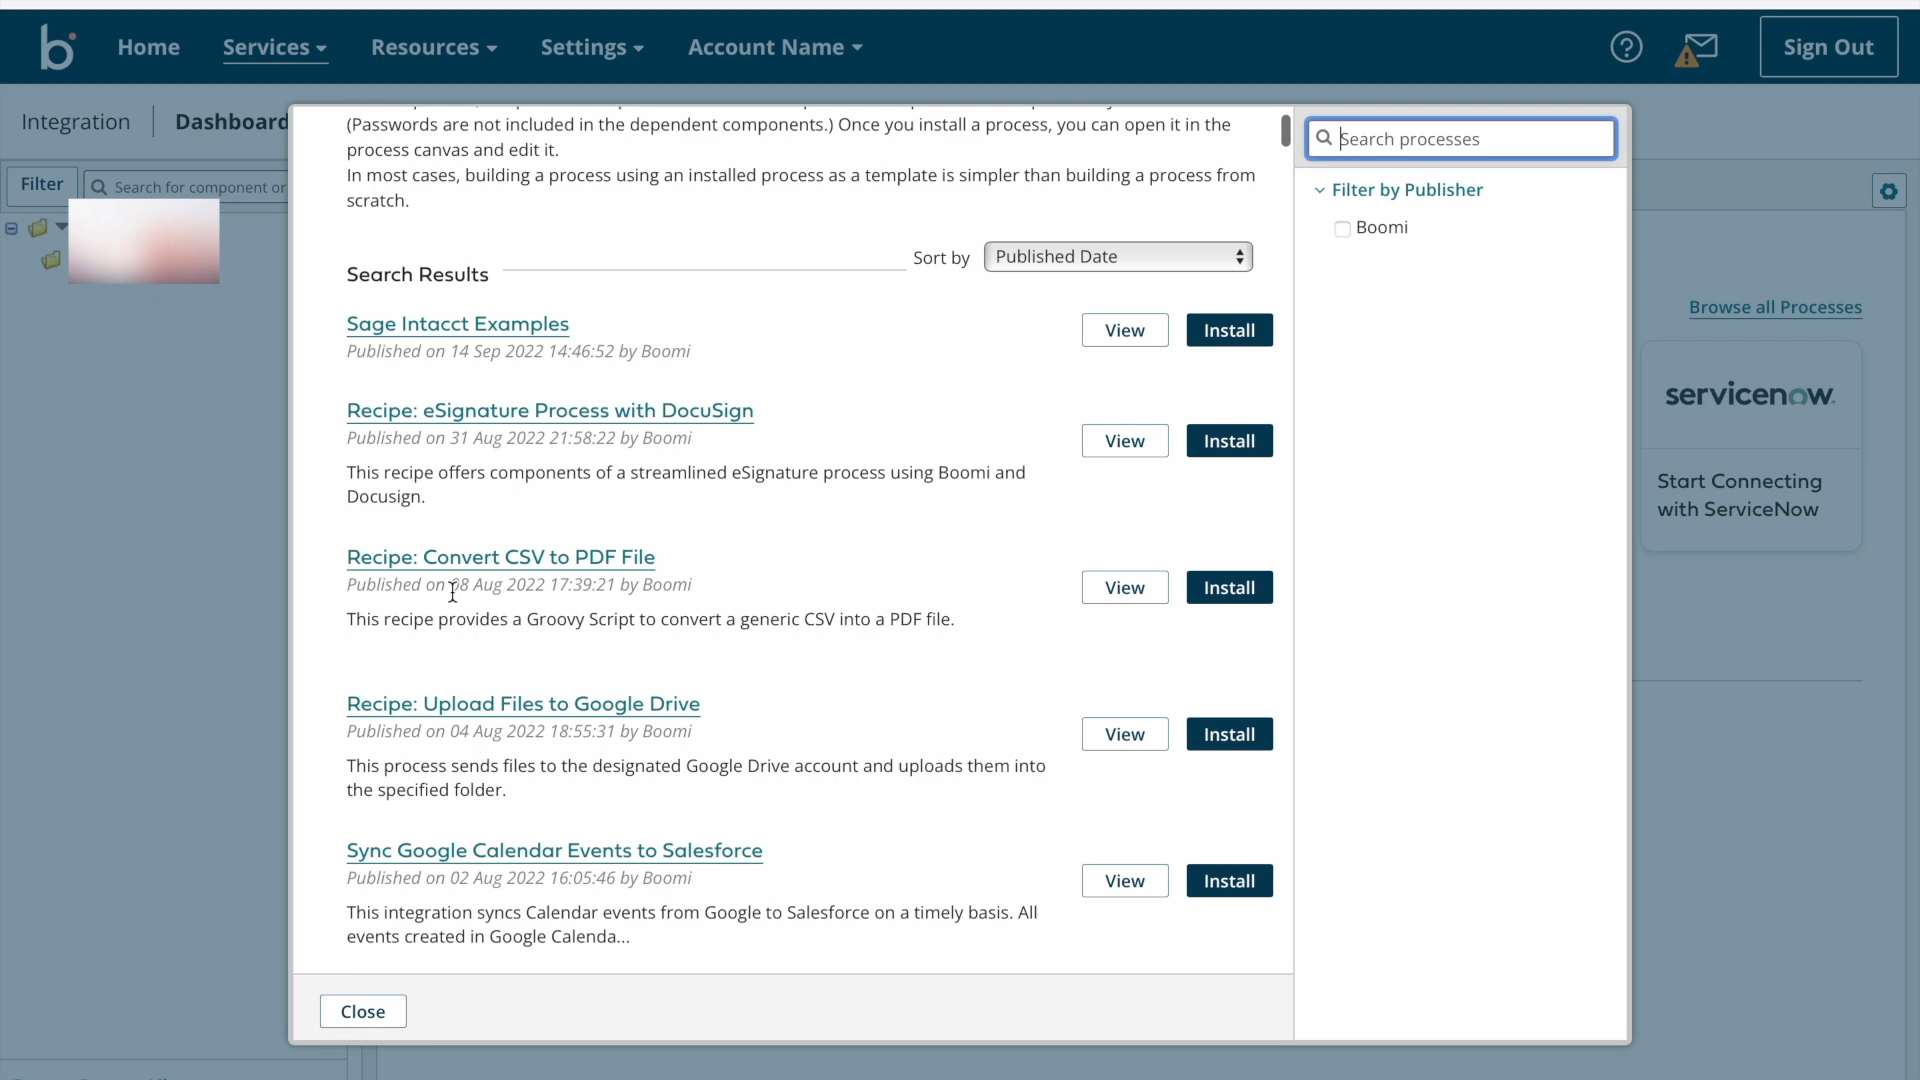 b
Home
Services
Resources
Settings
Account Name
?
Sign Out
Integration
Dashboard
Filter
Search for component or
(Passwords are not included in the dependent components.) Once you install a process, you can open it in the
process canvas and edit it.
In most cases, building a process using an installed process as a template is simpler than building a process from
scratch.
Search Results
Sort by
Published Date
Sage Intacct Examples
Published on 14 Sep 2022 14:46:52 by Boomi
View
Install
Recipe: eSignature Process with DocuSign
Published on 31 Aug 2022 21:58:22 by Boomi
This recipe offers components of a streamlined eSignature process using Boomi and
Docusign.
View
Install
Recipe: Convert CSV to PDF File
Published on 08 Aug 2022 17:39:21 by Boomi
This recipe provides a Groovy Script to convert a generic CSV into a PDF file.
View
Install
Recipe: Upload Files to Google Drive
Published on 04 Aug 2022 18:55:31 by Boomi
This process sends files to the designated Google Drive account and uploads them into
the specified folder.
View
Install
Sync Google Calendar Events to Salesforce
Published on 02 Aug 2022 16:05:46 by Boomi
This integration syncs Calendar events from Google to Salesforce on a timely basis. All
events created in Google Calenda...
View
Install
Close
Search processes
Filter by Publisher
Boomi
Browse all Processes
servicenow.
Start Connecting
with ServiceNow